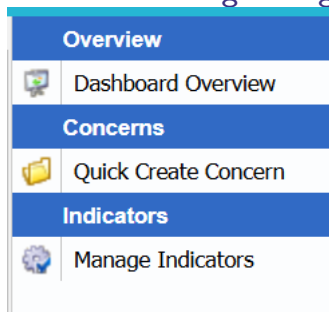 Overview
Dashboard Overview
Concerns
Quick Create Concern
Indicators
Manage Indicators